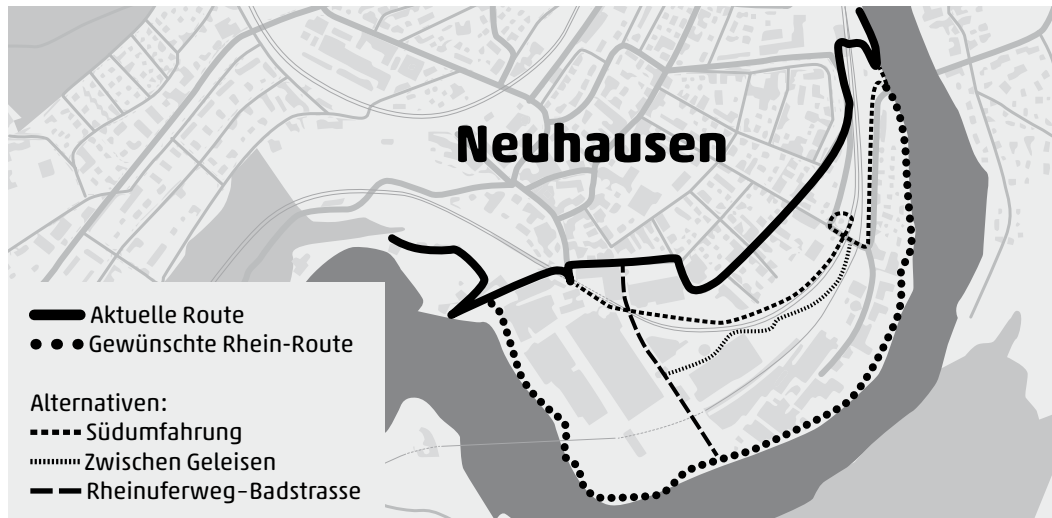 Neuhausen
Aktuelle Route
Gewünschte Rhein-Route
Alternativen:
Südumfahrung
Zwischen Geleisen
Rheinuferweg-Badstrasse